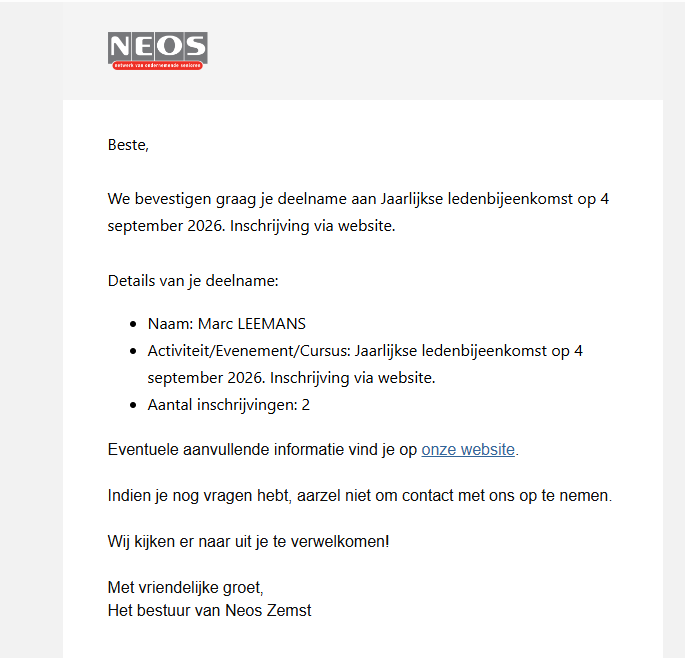 NEOS
netwerk van ondernemende senioren
Beste,
We bevestigen graag je deelname aan Jaarlijkse ledenbijeenkomst op 4
september 2026. Inschrijving via website.
Details van je deelname:
• Naam: Marc LEEMANS
• Activiteit/Evenement/Cursus: Jaarlijkse ledenbijeenkomst op 4
september 2026. Inschrijving via website.
• Aantal inschrijvingen: 2
Eventuele aanvullende informatie vind je op onze website.
Indien je nog vragen hebt, aarzel niet om contact met ons op te nemen.
Wij kijken er naar uit je te verwelkomen!
Met vriendelijke groet,
Het bestuur van Neos Zemst